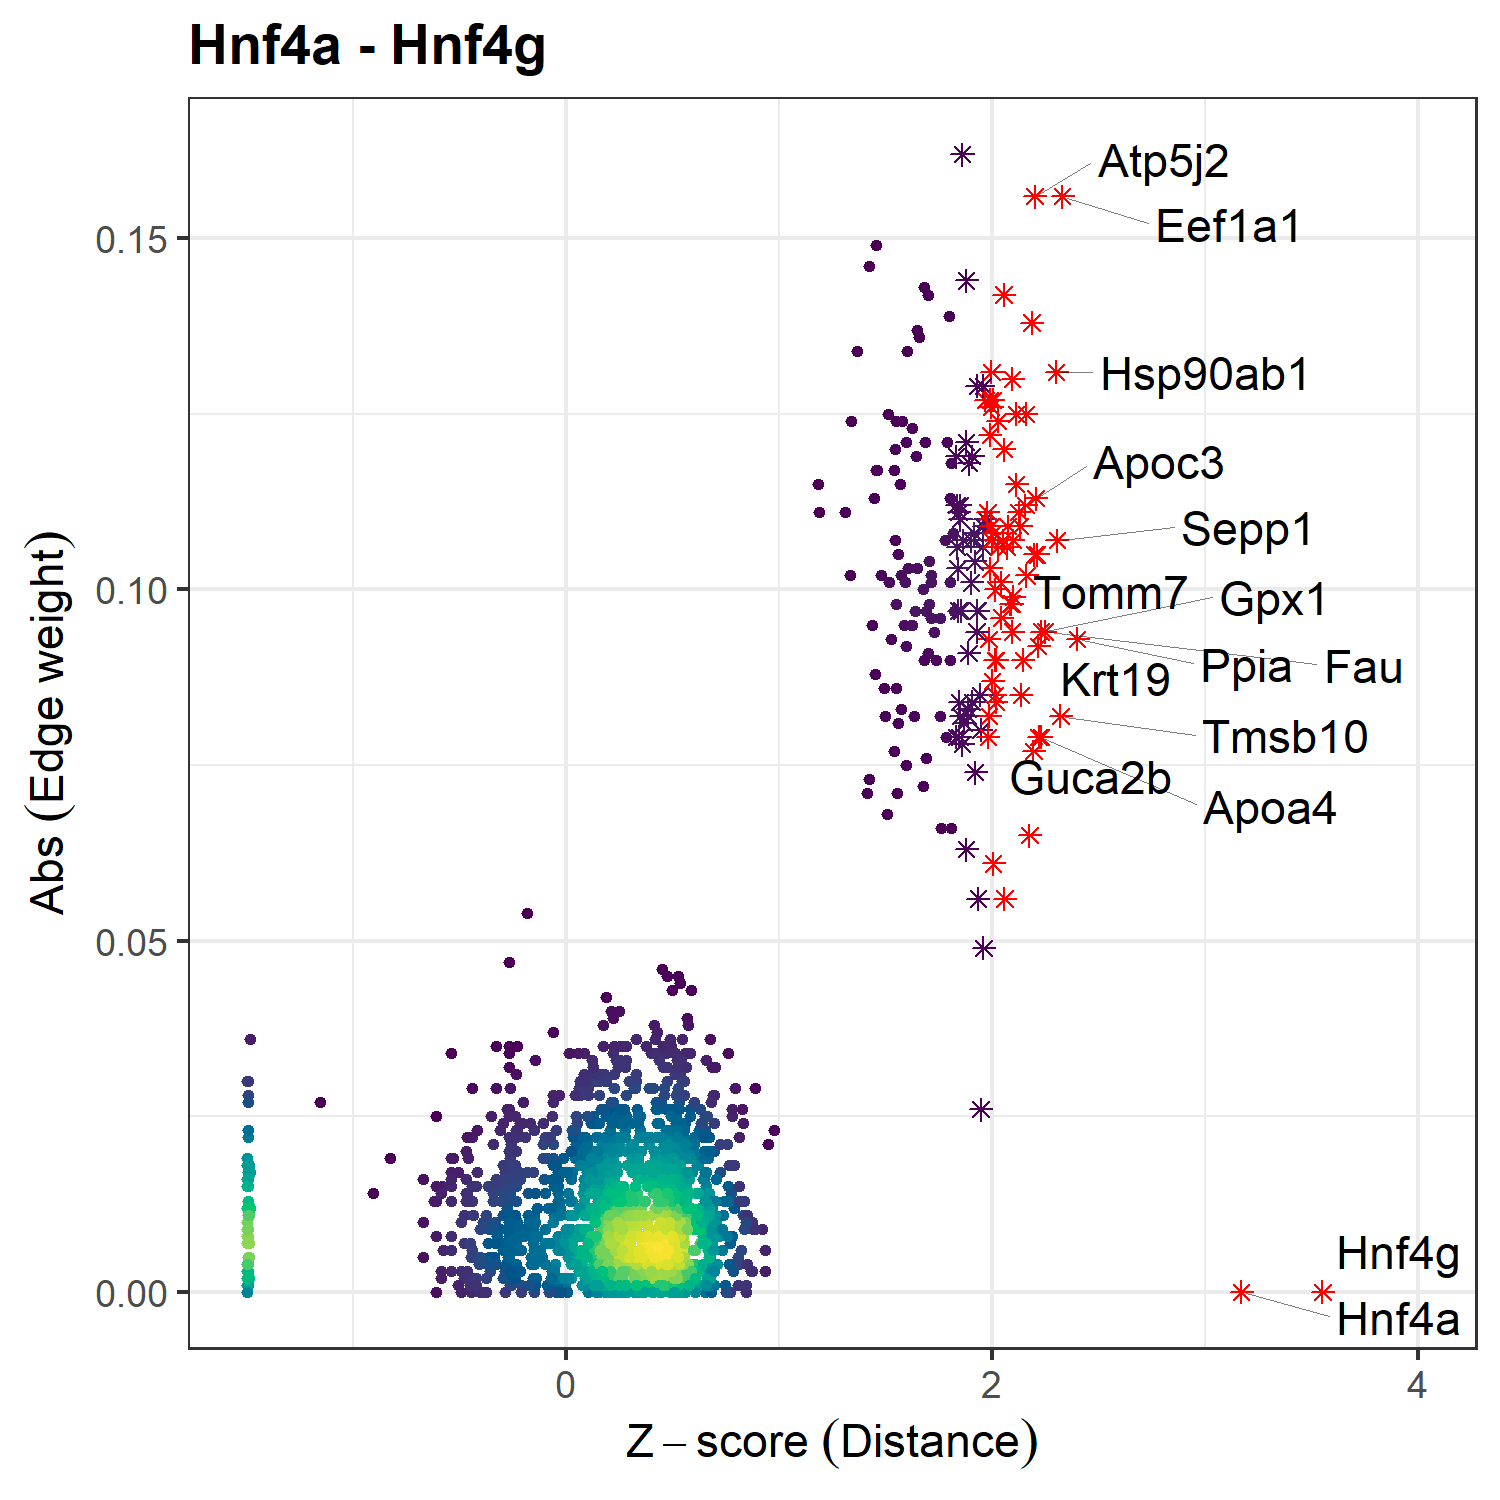 Hnf4a - Hnf4g
Atp5j2
Eef1a1
0.15
Hsp90ab1
Apoc3
Sepp1
0.10
Tomm7
Gpx1
Ppia
Fau
Krt19
Tmsb10
Guca2b
Apoa4
0.05
Hnf4g
0.00
Hnf4a
0
2
4
Abs (Edge weight)
Z – score (Distance)